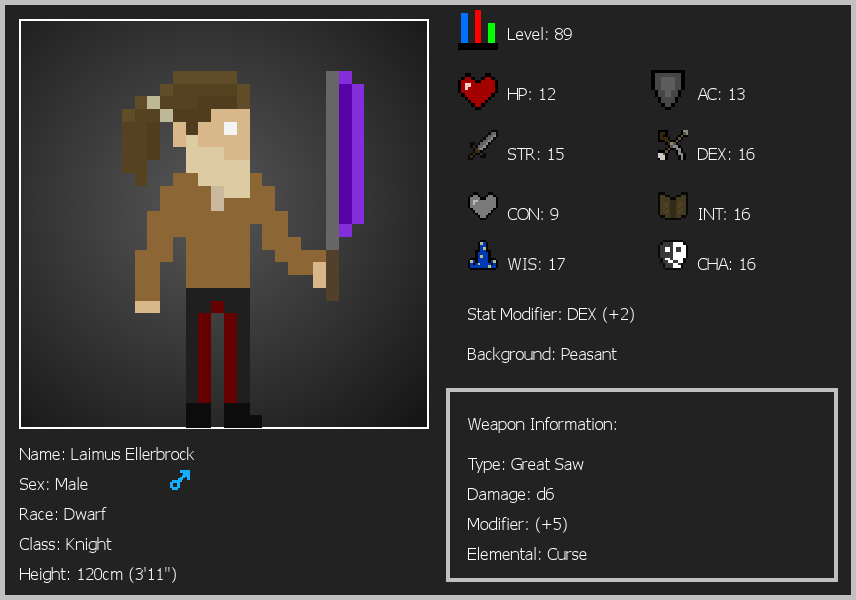 Level: 89
HP: 12
AC: 13
STR: 15
DEX: 16
CON: 9
INT: 16
WIS: 17
CHA: 16
Stat Modifier: DEX (+2)
Background: Peasant
Weapon Information:
Type: Great Saw
Damage: d6
Modifier: (+5)
Elemental: Curse
Name: Laimus Ellerbrock
Sex: Male
Race: Dwarf
Class: Knight
Height: 120cm (3'11")